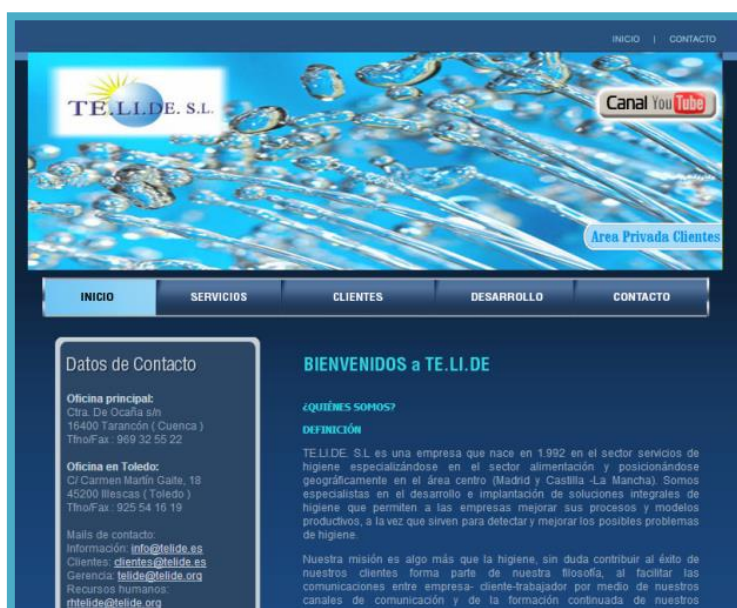 INICIO | CONTACTO
TE.LI.DE. S.L.
Canal You Tube
Area Privada Clientes
INICIO SERVICIOS CLIENTES DESARROLLO CONTACTO
Datos de Contacto
Oficina principal:
Ctra. De Ocaña s/n
16400 Tarancón ( Cuenca )
Tfno/Fax : 969 32 55 22
Oficina en Toledo:
C/ Carmen Martín Gaite, 18
45200 Illescas ( Toledo )
Tfno/Fax : 925 54 16 19
Mails de contacto:
Información: info@telide.es
Clientes: clientes@telide.es
Gerencia: telide@telide.org
Recursos humanos:
rhtelide@telide.org
BIENVENIDOS a TE.LI.DE
¿QUIÉNES SOMOS?
DEFINICIÓN
TE.LI.DE. S.L es una empresa que nace en 1.992 en el sector servicios de
higiene especializándose en el sector alimentación y posicionándose
geográficamente en el área centro (Madrid y Castilla -La Mancha). Somos
especialistas en el desarrollo e implantación de soluciones integrales de
higiene que permiten a las empresas mejorar sus procesos y modelos
productivos, a la vez que sirven para detectar y mejorar los posibles problemas
de higiene.
Nuestra misión es algo más que la higiene, sin duda contribuir al éxito de
nuestros clientes forma parte de nuestra filosofía, al facilitar las
comunicaciones entre empresa- cliente-trabajador por medio de nuestros
canales de comunicación y de la formación continuada de nuestros